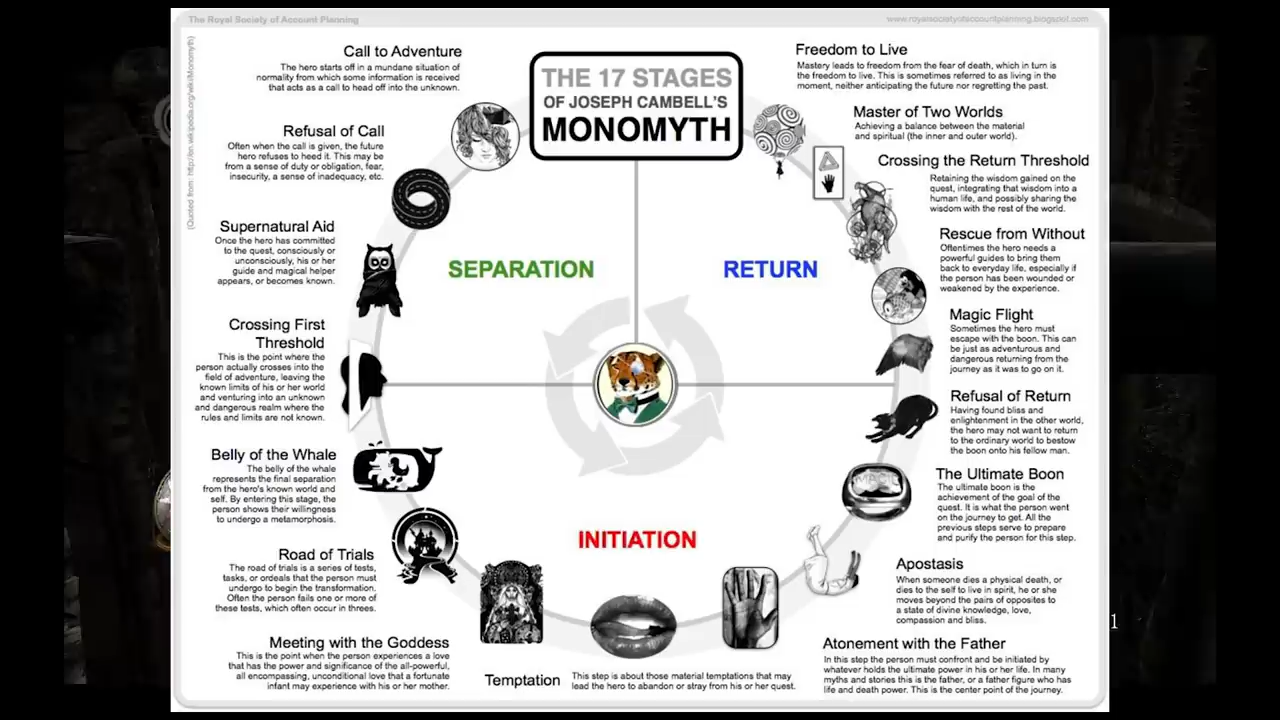 The Royal Society of Account Planning
www.royalsocietyofaccountplanning.blogspot.com
(Quoted from: http://en.wikipedia.org/wiki/Monomyth)
THE 17 STAGES
OF JOSEPH CAMBELL'S
MONOMYTH
Call to Adventure
The hero starts off in a mundane situation of
normality from which some information is received
that acts as a call to head off into the unknown.
Refusal of Call
Often when the call is given, the future
hero refuses to heed it. This may be
from a sense of duty or obligation, fear,
insecurity, a sense of inadequacy, etc.
Supernatural Aid
Once the hero has committed
to the quest, consciously or
unconsciously, his or her
guide and magical helper
appears, or becomes known.
Crossing First
Threshold
This is the point where the
person actually crosses into the
field of adventure, leaving the
known limits of his or her world
and venturing into an unknown
and dangerous realm where the
rules and limits are not known.
Belly of the Whale
The belly of the whale
represents the final separation
from the hero's known world and
self. By entering this stage, the
person shows their willingness
to undergo a metamorphosis.
Road of Trials
The road of trials is a series of tests,
tasks, or ordeals that the person must
undergo to begin the transformation.
Often the person fails one or more of
these tests, which often occur in threes.
Meeting with the Goddess
This is the point when the person experiences a love
that has the power and significance of the all-powerful,
all encompassing, unconditional love that a fortunate
infant may experience with his or her mother.
Temptation
This step is about those material temptations that may
lead the hero to abandon or stray from his or her quest.
SEPARATION
RETURN
INITIATION
Freedom to Live
Mastery leads to freedom from the fear of death, which in turn is
the freedom to live. This is sometimes referred to as living in the
moment, neither anticipating the future nor regretting the past.
Master of Two Worlds
Achieving a balance between the material
and spiritual (the inner and outer world).
Crossing the Return Threshold
Retaining the wisdom gained on the
quest, integrating that wisdom into a
human life, and possibly sharing the
wisdom with the rest of the world.
Rescue from Without
Oftentimes the hero needs a
powerful guides to bring them
back to everyday life, especially if
the person has been wounded or
weakened by the experience.
Magic Flight
Sometimes the hero must
escape with the boon. This can
be just as adventurous and
dangerous returning from the
journey as it was to go on it.
Refusal of Return
Having found bliss and
enlightenment in the other world,
the hero may not want to return
to the ordinary world to bestow
the boon onto his fellow man.
The Ultimate Boon
The ultimate boon is the
achievement of the goal of the
quest. It is what the person went
on the journey to get. All the
previous steps serve to prepare
and purify the person for this step.
MAGIC
Apostasis
When someone dies a physical death, or
dies to the self to live in spirit, he or she
moves beyond the pairs of opposites to
a state of divine knowledge, love,
compassion and bliss.
Atonement with the Father
In this step the person must confront and be initiated by
whatever holds the ultimate power in his or her life. In many
myths and stories this is the father, or a father figure who has
life and death power. This is the center point of the journey.
1